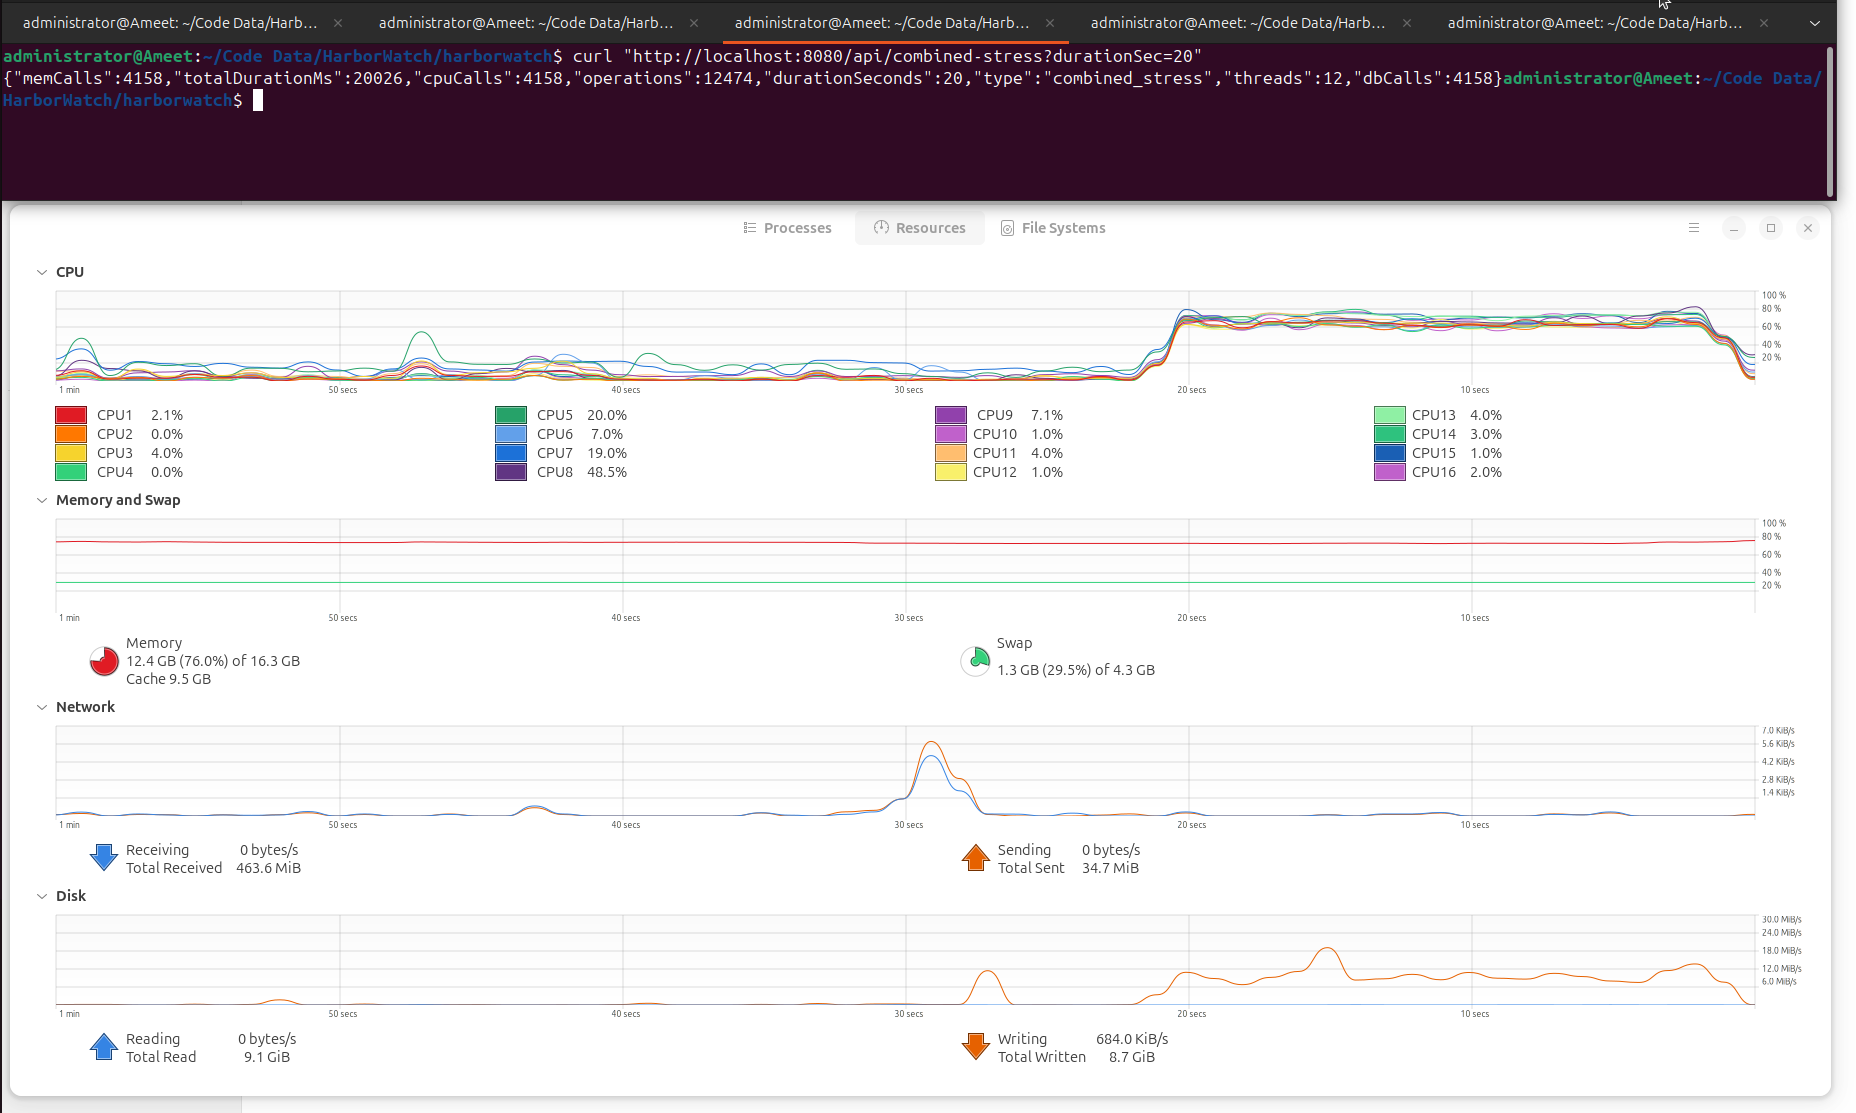 administrator@Ameet: ~/Code Data/Harb... × administrator@Ameet: ~/Code Data/Harb... × administrator@Ameet: ~/Code Data/Harb... × administrator@Ameet: ~/Code Data/Harb... × administrator@Ameet: ~/Code Data/Harb... ×
administrator@Ameet:~/Code Data/HarborWatch/harborwatch$ curl "http://localhost:8080/api/combined-stress?durationSec=20"
{"memCalls":4158,"totalDurationMs":20026,"cpuCalls":4158,"operations":12474,"durationSeconds":20,"type":"combined_stress","threads":12,"dbCalls":4158}administrator@Ameet:~/Code Data/
HarborWatch/harborwatch$
Processes Resources File Systems
CPU
100 %
80 %
60 %
40 %
20 %
1 min 50 secs 40 secs 30 secs 20 secs 10 secs
CPU1 2.1% CPU5 20.0% CPU9 7.1% CPU13 4.0%
CPU2 0.0% CPU6 7.0% CPU10 1.0% CPU14 3.0%
CPU3 4.0% CPU7 19.0% CPU11 4.0% CPU15 1.0%
CPU4 0.0% CPU8 48.5% CPU12 1.0% CPU16 2.0%
Memory and Swap
100 %
80 %
60 %
40 %
20 %
1 min 50 secs 40 secs 30 secs 20 secs 10 secs
Memory
12.4 GB (76.0%) of 16.3 GB
Cache 9.5 GB
Swap
1.3 GB (29.5%) of 4.3 GB
Network
7.0 KiB/s
5.6 KiB/s
4.2 KiB/s
2.8 KiB/s
1.4 KiB/s
1 min 50 secs 40 secs 30 secs 20 secs 10 secs
Receiving 0 bytes/s
Total Received 463.6 MiB
Sending 0 bytes/s
Total Sent 34.7 MiB
Disk
30.0 MiB/s
24.0 MiB/s
18.0 MiB/s
12.0 MiB/s
6.0 MiB/s
1 min 50 secs 40 secs 30 secs 20 secs 10 secs
Reading 0 bytes/s
Total Read 9.1 GiB
Writing 684.0 KiB/s
Total Written 8.7 GiB